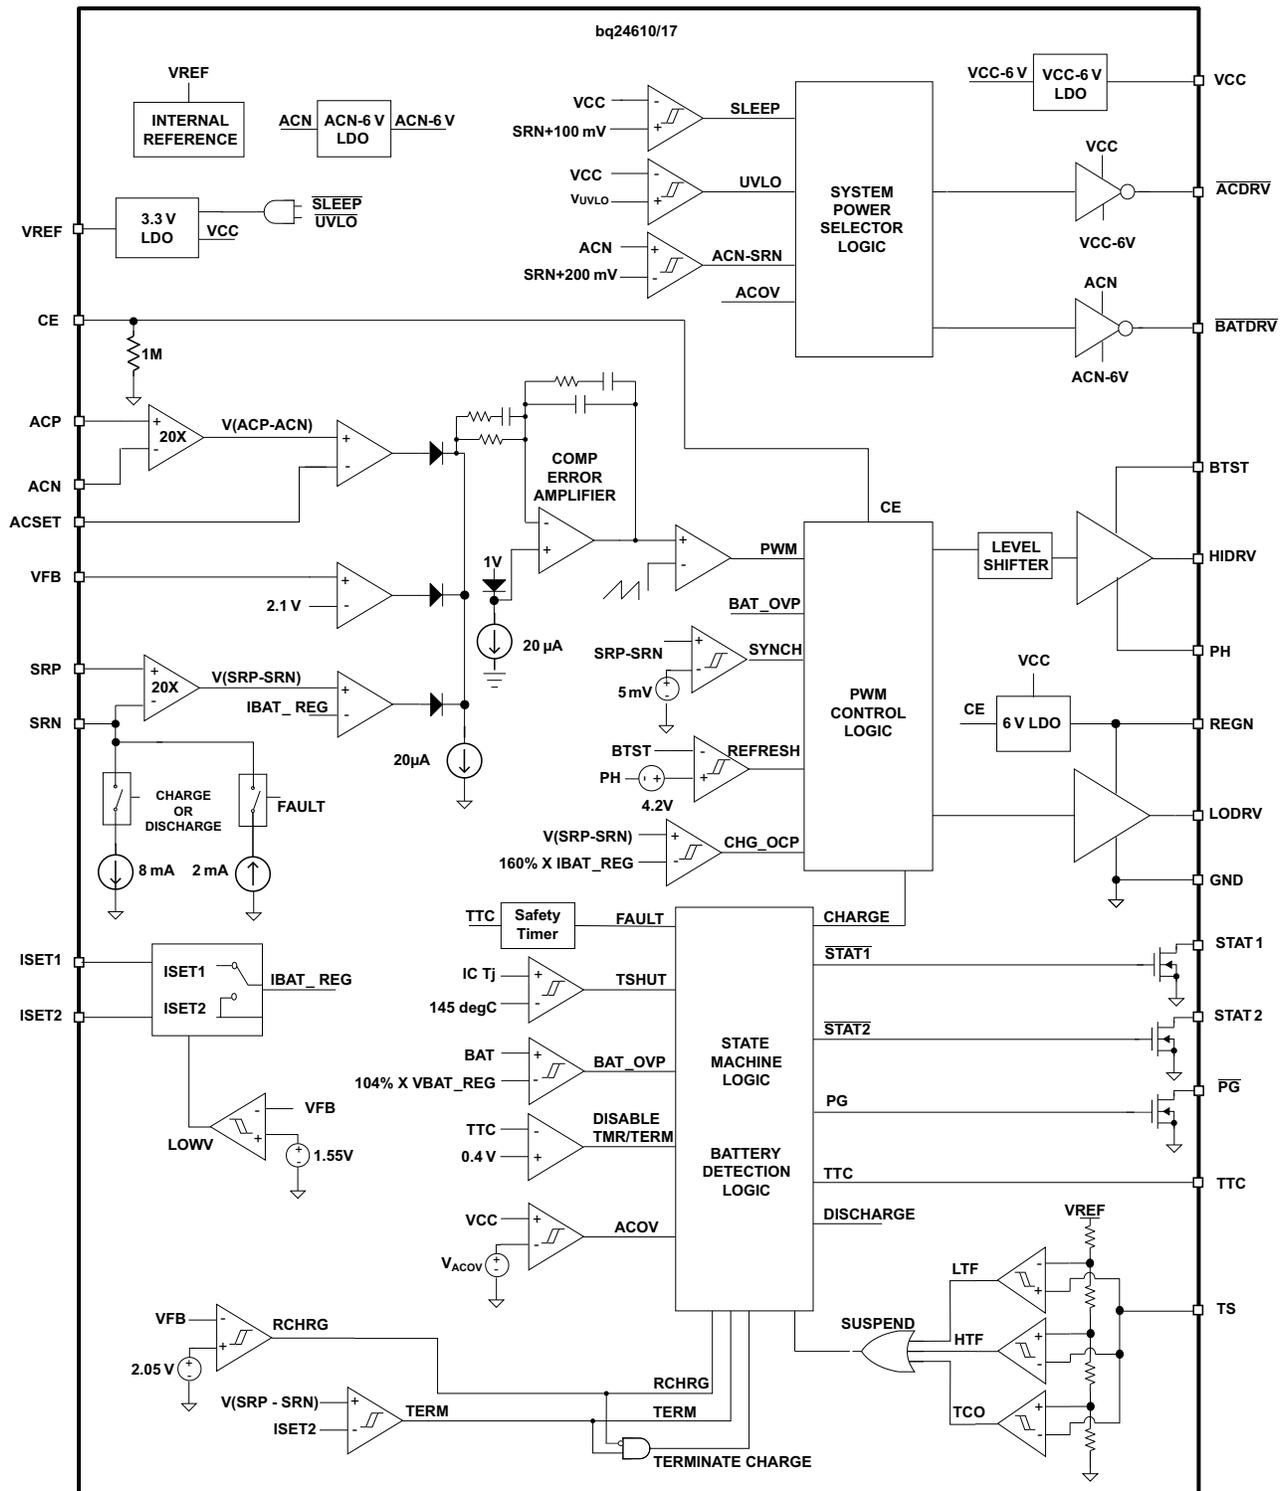 bq24610/17
VREF
INTERNAL
REFERENCE
ACN
ACN-6 V
LDO
ACN-6 V
VCC
SRN+100 mV
-
+
SLEEP
VCC
VUVLO
-
+
UVLO
ACN
SRN+200 mV
+
-
ACN-SRN
ACOV
SYSTEM
POWER
SELECTOR
LOGIC
VCC-6 V
VCC-6 V
LDO
VCC
VCC
ACDRV
VCC-6V
ACN
BATDRV
ACN-6V
VREF
3.3 V
LDO
VCC
SLEEP
UVLO
CE
1M
ACP
+
20X
-
V(ACP-ACN)
+
-
ACN
ACSET
VFB
2.1 V
+
-
SRP
+
20X
-
V(SRP-SRN)
IBAT_ REG
+
-
SRN
COMP
ERROR
AMPLIFIER
-
+
1V
20 µA
20µA
+
-
PWM
CE
BAT_OVP
SRP-SRN
+
-
SYNCH
5 mV
+
-
BTST
-
REFRESH
PH
- +
+
4.2V
V(SRP-SRN)
+
CHG_OCP
160% X IBAT_REG
-
PWM
CONTROL
LOGIC
LEVEL
SHIFTER
BTST
HIDRV
PH
VCC
CE
6 V LDO
REGN
LODRV
GND
CHARGE
OR
DISCHARGE
FAULT
8 mA
2 mA
ISET1
ISET1
ISET2
IBAT_ REG
ISET2
-
VFB
+
LOWV
+
-
1.55V
TTC
Safety
Timer
FAULT
IC Tj
+
TSHUT
145 degC
-
BAT
+
BAT_OVP
104% X VBAT_REG
-
TTC
-
DISABLE
TMR/TERM
0.4 V
+
VCC
+
-
ACOV
VACOV
+
-
STATE
MACHINE
LOGIC
BATTERY
DETECTION
LOGIC
CHARGE
STAT1
STAT 1
STAT2
STAT 2
PG
PG
TTC
TTC
DISCHARGE
VREF
LTF
-
+
HTF
+
-
TCO
+
-
TS
SUSPEND
VFB
-
+
RCHRG
2.05 V
+
-
RCHRG
V(SRP - SRN)
+
TERM
TERM
ISET2
-
TERMINATE CHARGE